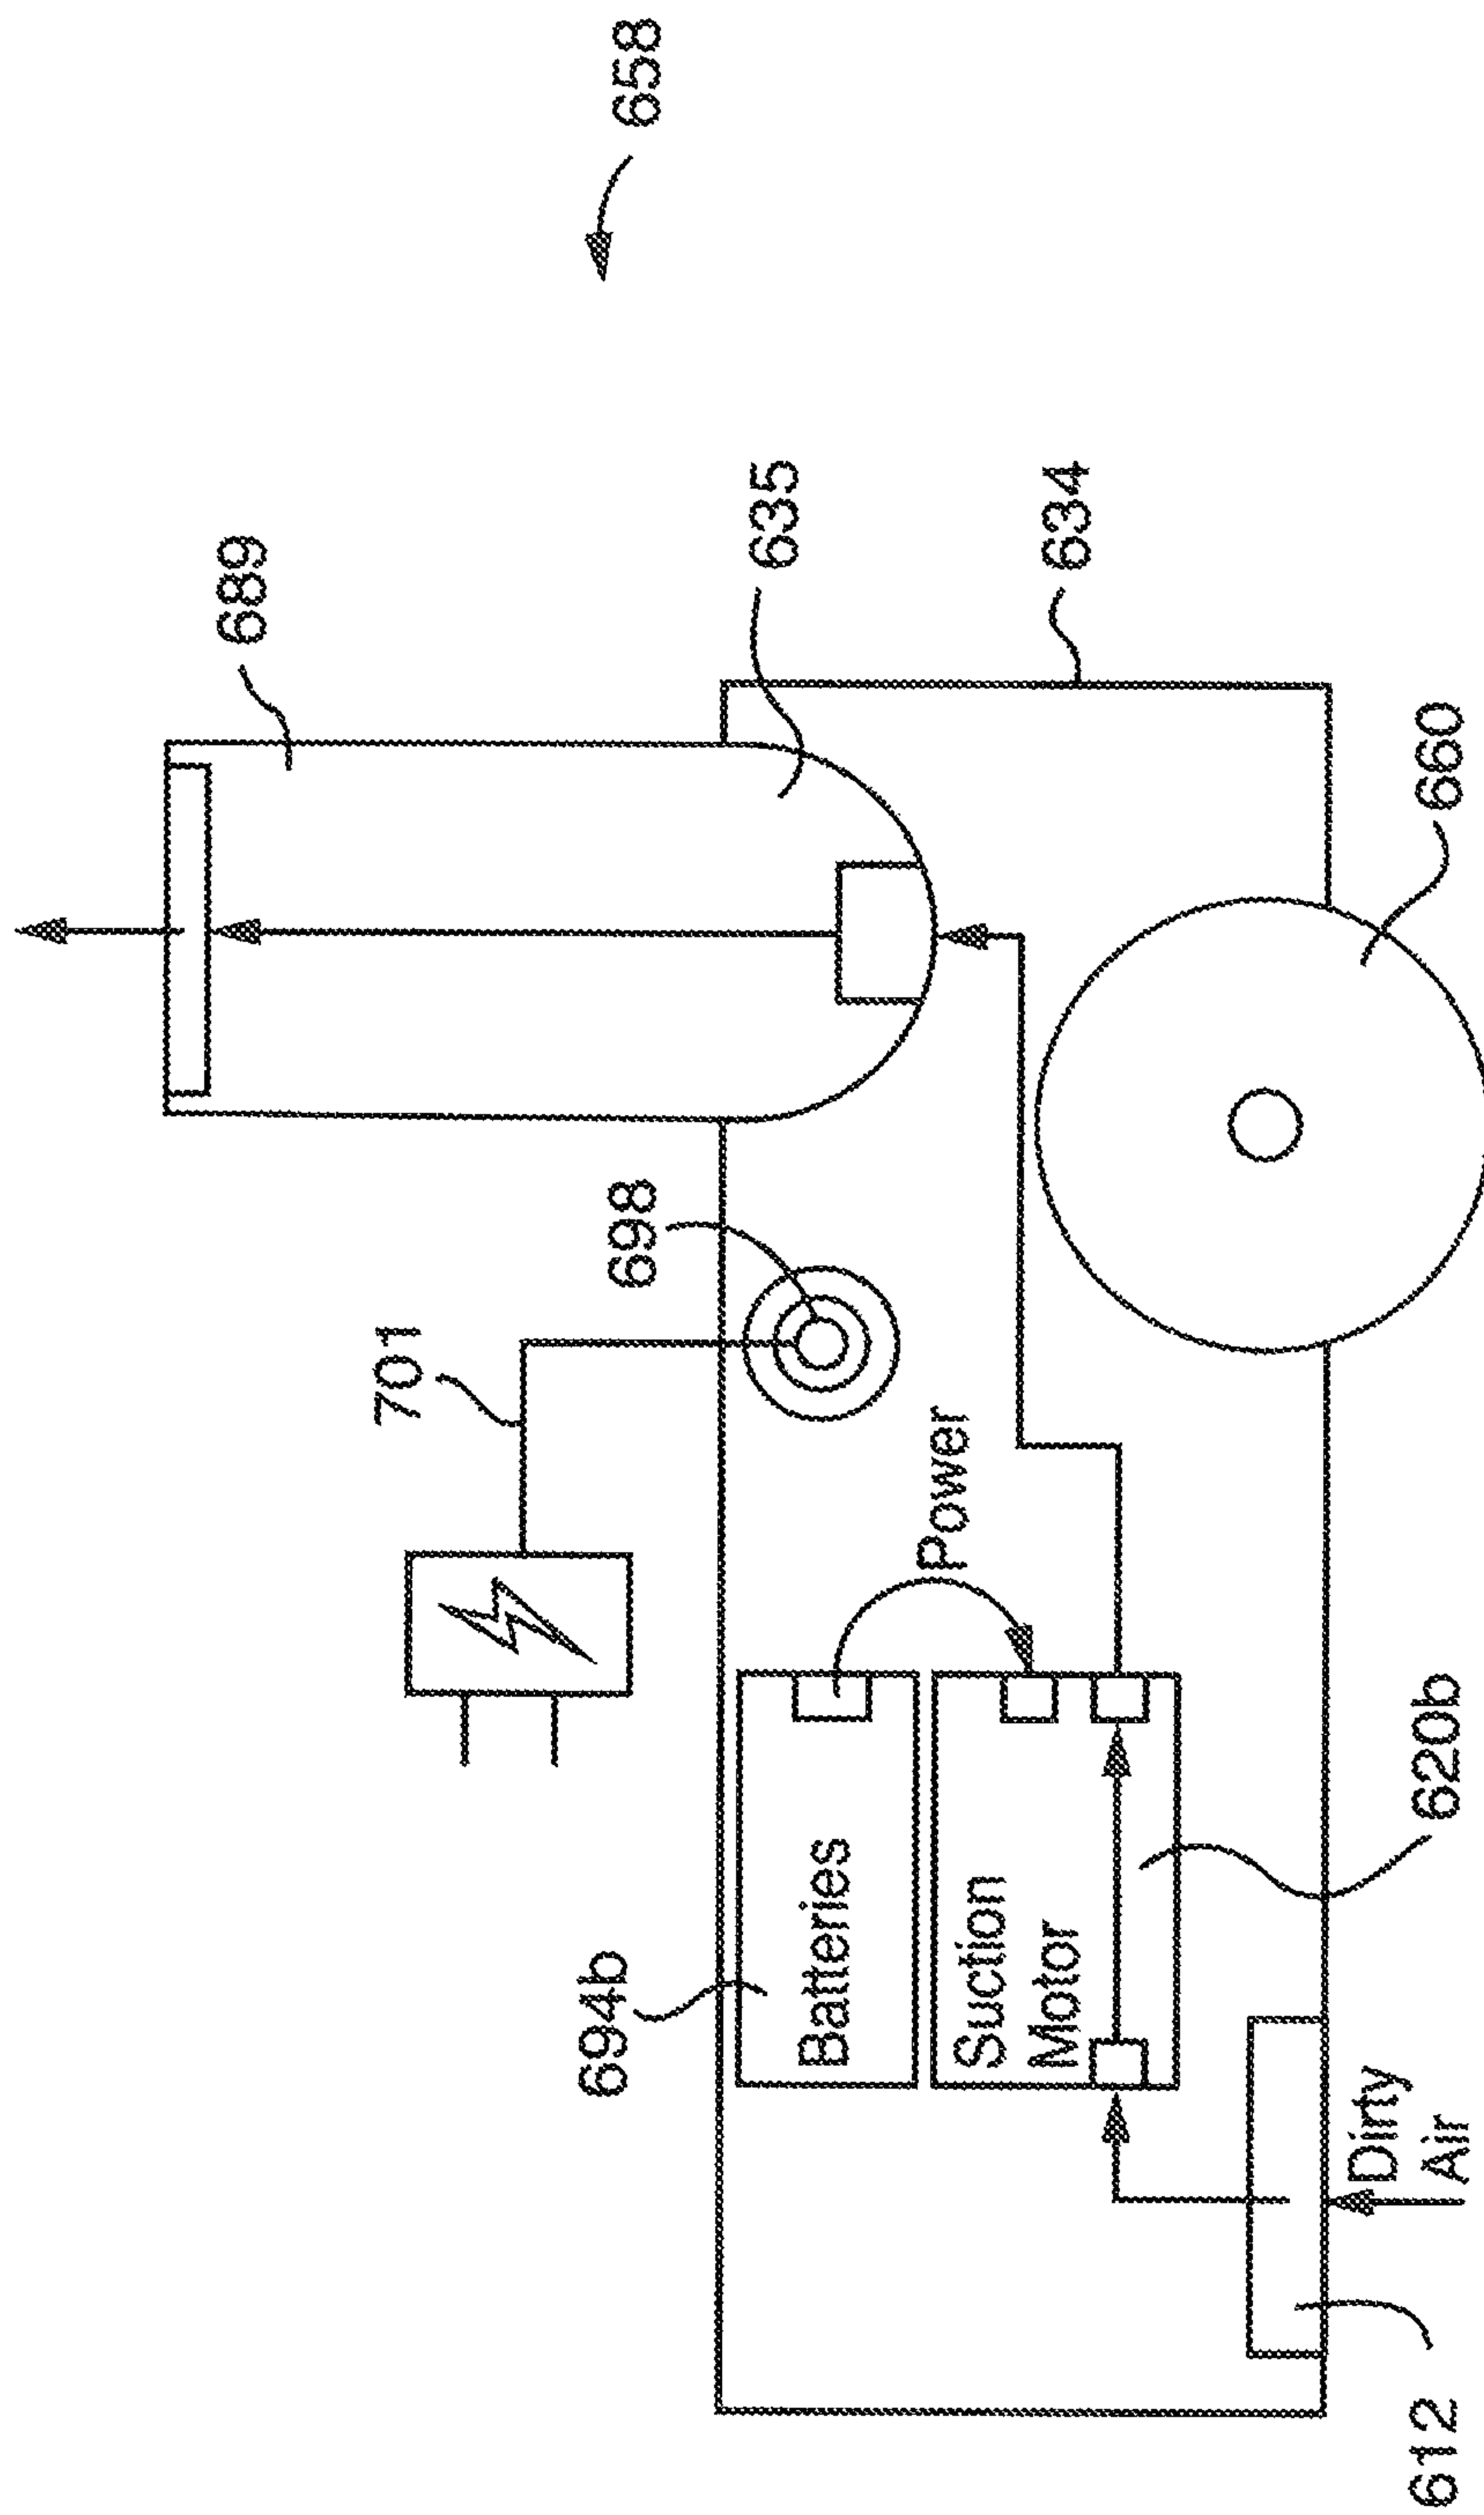 689
701
694b
698
658
635
Batteries
Power
Suction
Motor
634
Dirty
Air
612
620b
660